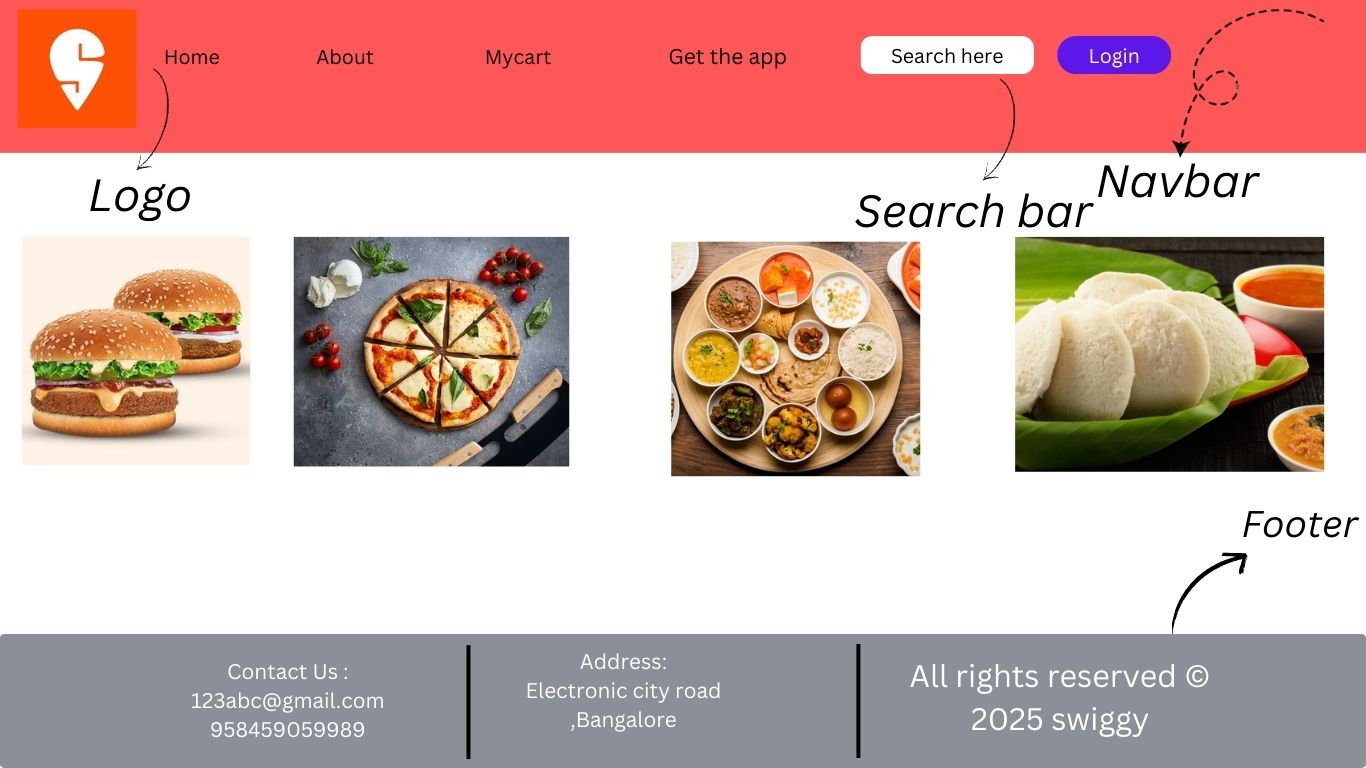 Home
About
Mycart
Get the app
Search here
Login
Logo
Search bar
Navbar
Footer
Contact Us :
123abc@gmail.com
958459059989
Address:
Electronic city road
,Bangalore
All rights reserved ©
2025 swiggy